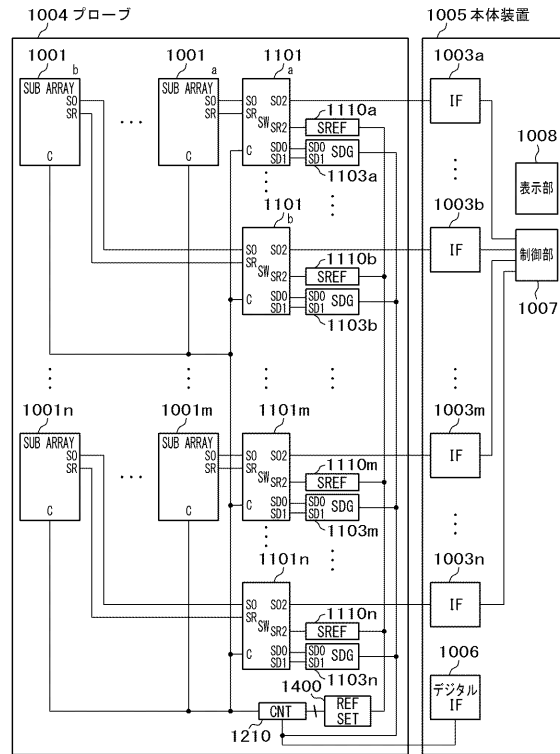 1004 プローブ
1005 本体装置
1001 b
1001 a
1101 a
1003a
SUB ARRAY SO SR C
SUB ARRAY SO SR C
SO SR SW C SO2 SR2 SD0 SD1
1110a
SREF
SD0 SD1 SDG
1103a
IF
1008
表示部
1101 b
1003b
SO SR SW C SO2 SR2 SD0 SD1
1110b
SREF
SD0 SD1 SDG
1103b
IF
制御部
1007
1001n
1001m
1101m
1003m
SUB ARRAY SO SR C
SUB ARRAY SO SR C
SO SR SW C SO2 SR2 SD0 SD1
1110m
SREF
SD0 SD1 SDG
1103m
IF
1101n
1003n
SO SR SW C SO2 SR2 SD0 SD1
1110n
SREF
SD0 SD1 SDG
1103n
IF
1006
デジタル
IF
1400
CNT
REF
SET
1210